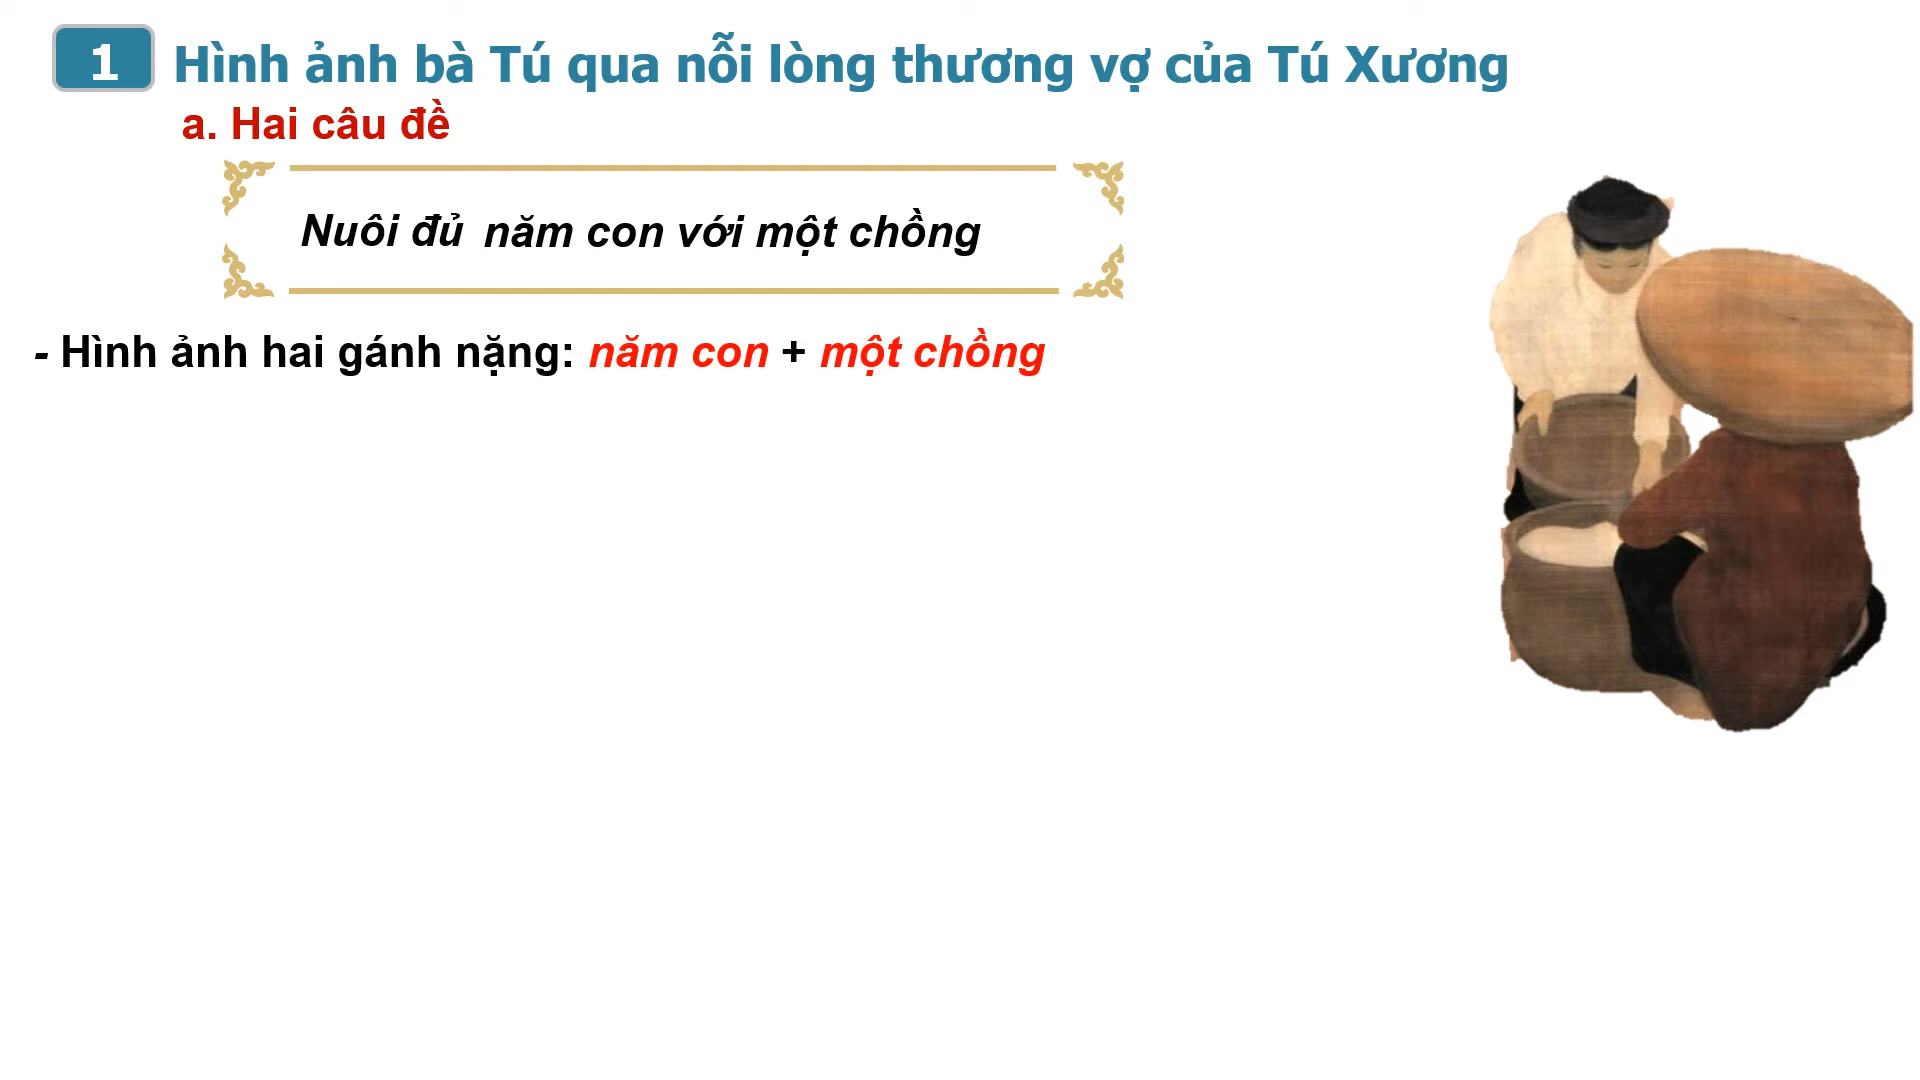 1 Hình ảnh bà Tú qua nỗi lòng thương vợ của Tú Xương
a. Hai câu đề
Nuôi đủ năm con với một chồng
- Hình ảnh hai gánh nặng: năm con + một chồng